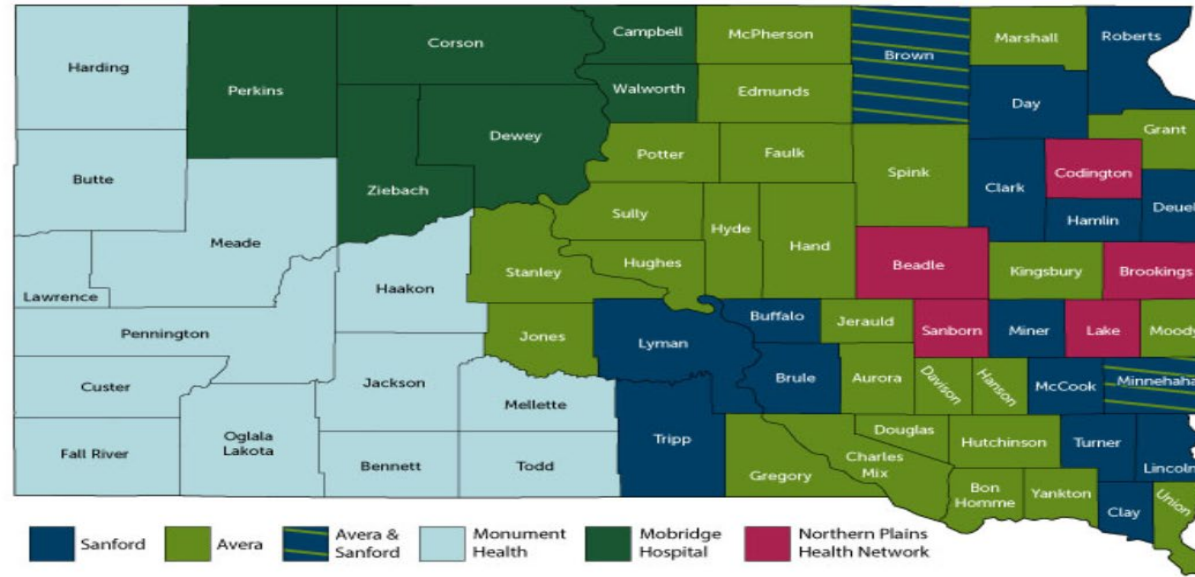 Harding
Perkins
Corson
Campbell
McPherson
Brown
Marshall
Roberts
Walworth
Edmunds
Day
Dewey
Grant
Butte
Ziebach
Potter
Faulk
Spink
Clark
Codington
Hamlin
Deuel
Meade
Sully
Hyde
Hand
Lawrence
Haakon
Stanley
Hughes
Beadle
Kingsbury
Brookings
Pennington
Jones
Lyman
Buffalo
Jerauld
Sanborn
Miner
Lake
Moody
Custer
Jackson
Mellette
Brule
Aurora
Davison
Hanson
McCook
Minnehaha
Fall River
Oglala
Lakota
Bennett
Todd
Tripp
Gregory
Charles
Mix
Douglas
Hutchinson
Turner
Lincoln
Bon
Homme
Yankton
Clay
Union
Sanford
Avera
Avera &
Sanford
Monument
Health
Mobridge
Hospital
Northern Plains
Health Network